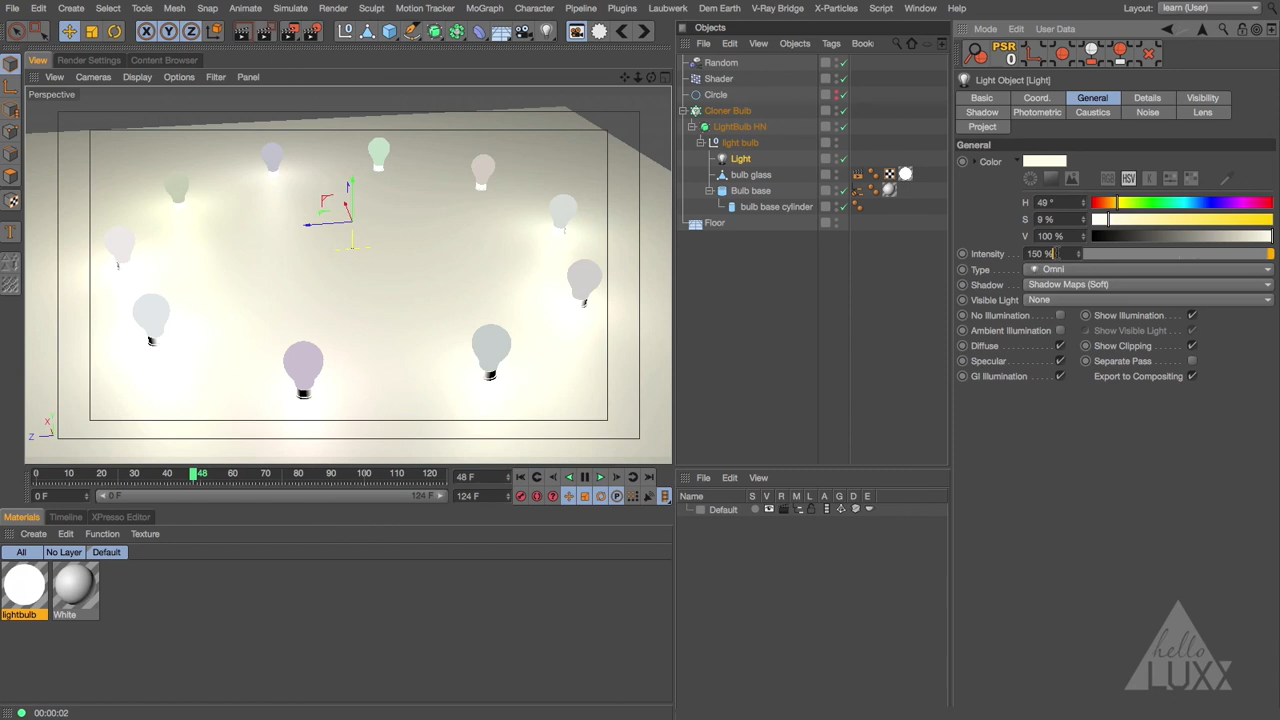 File Edit Create Select Tools Mesh Snap Animate Simulate Render Sculpt Motion Tracker MoGraph Character Pipeline Plugins Laubwerk Dem Earth V-Ray Bridge X-Particles Script Window Help
Layout: learn (User)
Objects
Mode Edit User Data
File Edit View Objects Tags Book
PSR
0
View Render Settings Content Browser
View Cameras Display Options Filter Panel
Perspective
Random
Shader
Circle
Cloner Bulb
LightBulb HN
light bulb
Light
bulb glass
Bulb base
bulb base cylinder
Floor
Light Object [Light]
Basic Coord. General Details Visibility
Shadow Photometric Caustics Noise Lens
Project
General
Color
HSV
H 49 °
S 9 %
V 100 %
Intensity 150 %
Type Omni
Shadow Shadow Maps (Soft)
Visible Light None
No Illumination Show Illumination
Ambient Illumination Show Visible Light
Diffuse Show Clipping
Specular Separate Pass
GI Illumination Export to Compositing
Y
X
Z
0 10 20 30 40 48 60 70 80 90 100 110 120
48 F
0 F 0 F 124 F 124 F
File Edit View
Name S V R M L A G D E
Default
Materials Timeline XPresso Editor
Create Edit Function Texture
All No Layer Default
lightbulb White
00:00:02
hello
LUXX